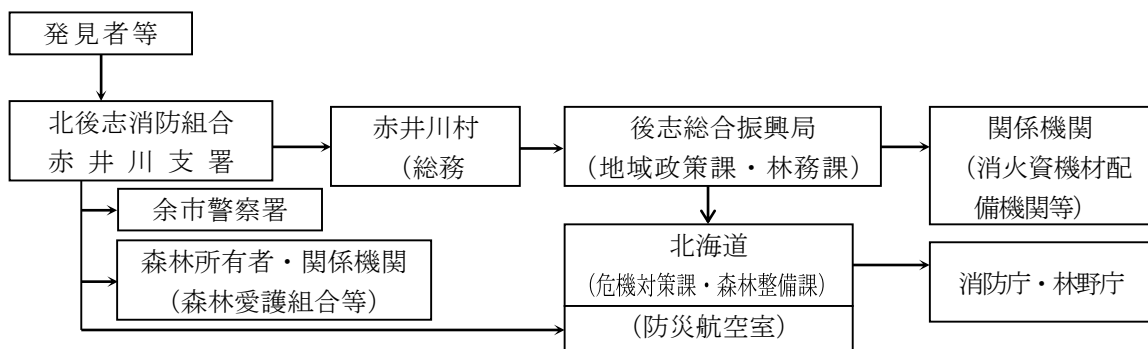 発見者等
北後志消防組合
赤井川支署
赤井川村
（総務
後志総合振興局
（地域政策課・林務課）
関係機関
（消火資機材配
備機関等）
余市警察署
森林所有者・関係機関
（森林愛護組合等）
北海道
（危機対策課・森林整備課）
（防災航空室）
消防庁・林野庁